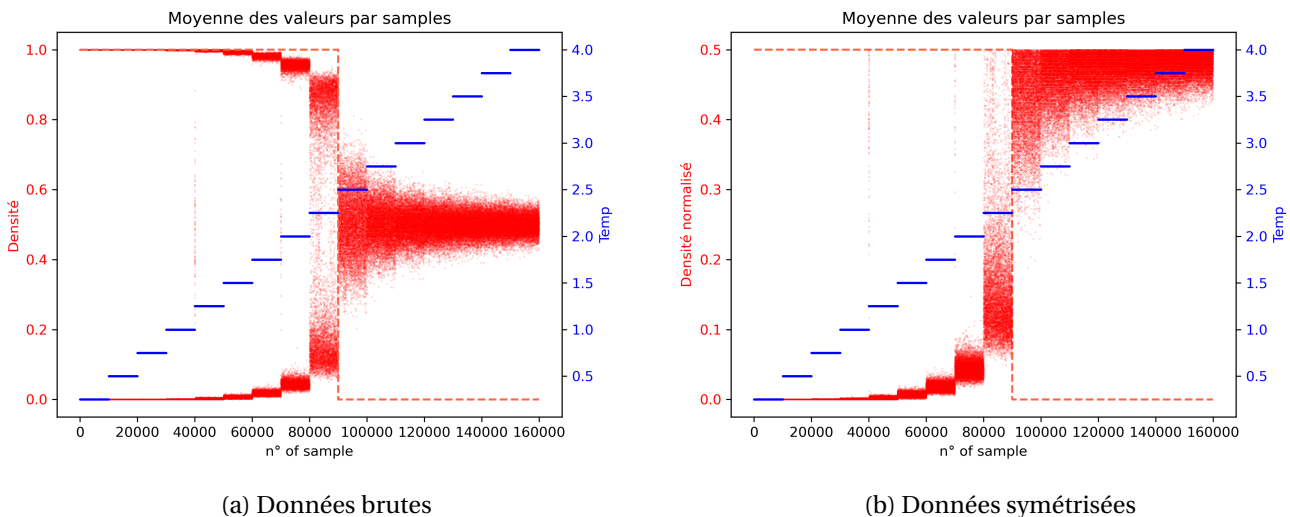 Moyenne des valeurs par samples
1.0
0.8
0.6
0.4
0.2
0.0
Densité
4.0
3.5
3.0
2.5
2.0
1.5
1.0
0.5
Temp
0 20000 40000 60000 80000 100000 120000 140000 160000
n° of sample
(a) Données brutes
Moyenne des valeurs par samples
0.5
0.4
0.3
0.2
0.1
0.0
Densité normalisé
4.0
3.5
3.0
2.5
2.0
1.5
1.0
0.5
Temp
0 20000 40000 60000 80000 100000 120000 140000 160000
n° of sample
(b) Données symétrisées